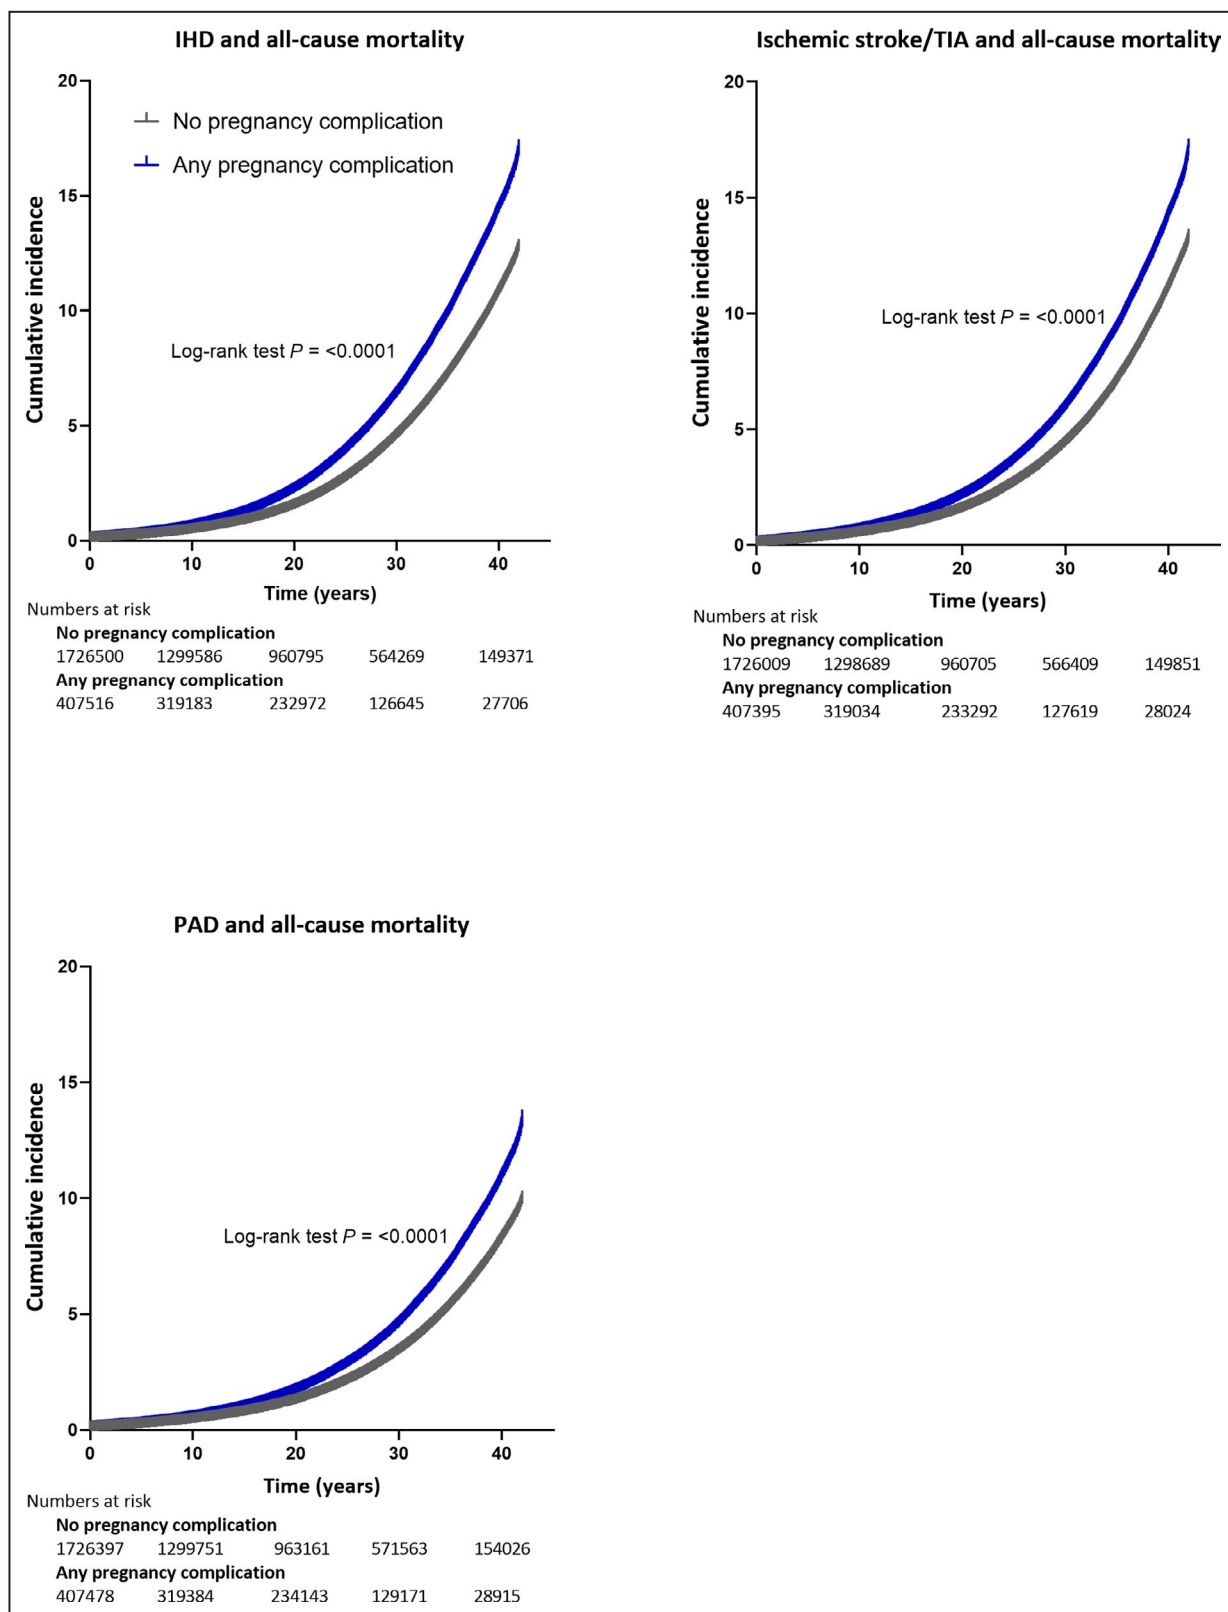 IHD and all-cause mortality
20
15
10
5
0
Cumulative incidence
No pregnancy complication
Any pregnancy complication
Log-rank test P = <0.0001
0 10 20 30 40
Time (years)
Numbers at risk
No pregnancy complication
1726500 1299586 960795 564269 149371
Any pregnancy complication
407516 319183 232972 126645 27706
Ischemic stroke/TIA and all-cause mortality
20
15
10
5
0
Cumulative incidence
Log-rank test P = <0.0001
0 10 20 30 40
Time (years)
Numbers at risk
No pregnancy complication
1726009 1298689 960705 566409 149851
Any pregnancy complication
407395 319034 233292 127619 28024
PAD and all-cause mortality
20
15
10
5
0
Cumulative incidence
Log-rank test P = <0.0001
0 10 20 30 40
Time (years)
Numbers at risk
No pregnancy complication
1726397 1299751 963161 571563 154026
Any pregnancy complication
407478 319384 234143 129171 28915